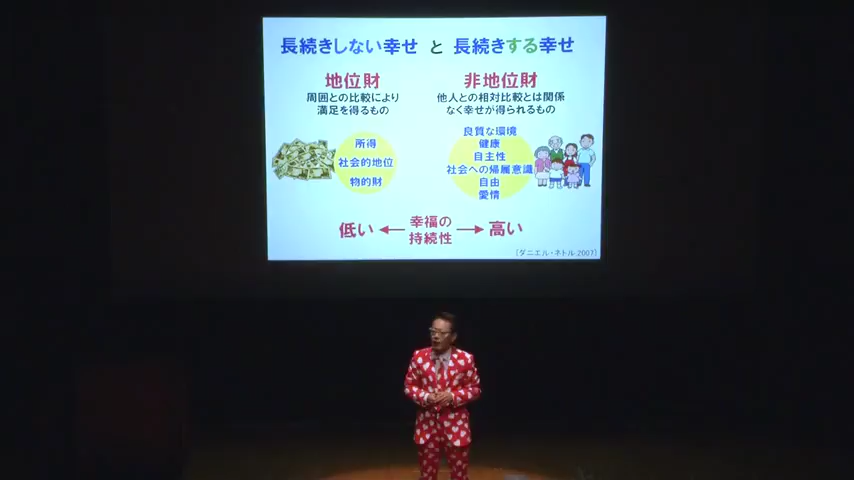 長続きしない幸せ と 長続きする幸せ
地位財
周囲との比較により
満足を得るもの
所得
社会的地位
物的財
非地位財
他人との相対比較とは関係
なく幸せが得られるもの
良質な環境
健康
自主性
社会への帰属意識
自由
愛情
低い ← 幸福の持続性 → 高い
［ダニエル・ネトル 2007］